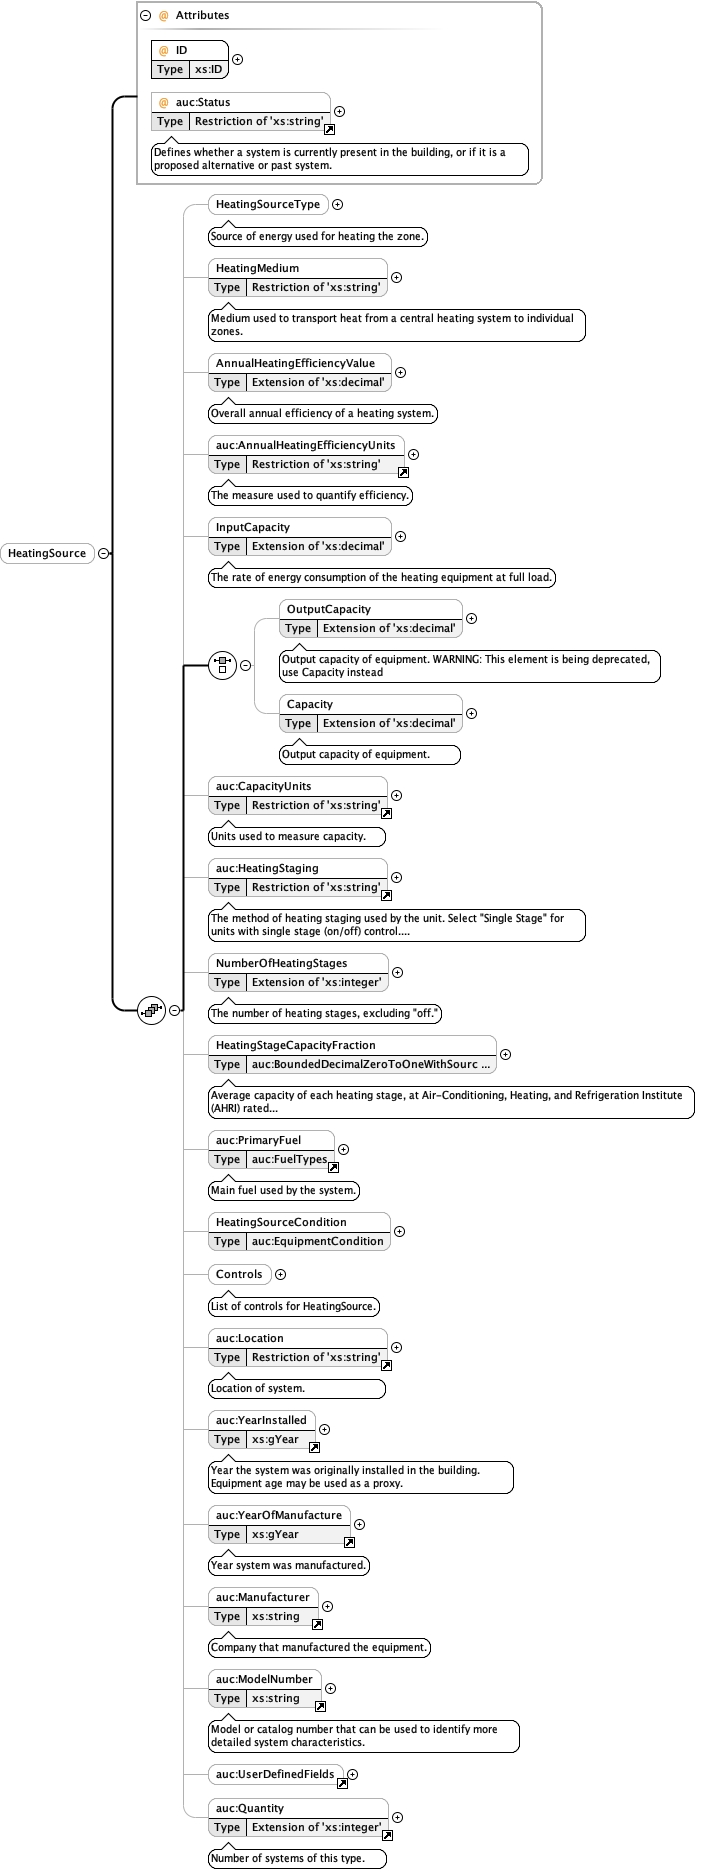 @ Attributes
@ ID
Type xs:ID
@ auc:Status
Type Restriction of 'xs:string'
Defines whether a system is currently present in the building, or if it is a
proposed alternative or past system.
HeatingSourceType
Source of energy used for heating the zone.
HeatingMedium
Type Restriction of 'xs:string'
Medium used to transport heat from a central heating system to individual
zones.
AnnualHeatingEfficiencyValue
Type Extension of 'xs:decimal'
Overall annual efficiency of a heating system.
auc:AnnualHeatingEfficiencyUnits
Type Restriction of 'xs:string'
The measure used to quantify efficiency.
InputCapacity
Type Extension of 'xs:decimal'
HeatingSource
The rate of energy consumption of the heating equipment at full load.
OutputCapacity
Type Extension of 'xs:decimal'
Output capacity of equipment. WARNING: This element is being deprecated,
use Capacity instead
Capacity
Type Extension of 'xs:decimal'
Output capacity of equipment.
auc:CapacityUnits
Type Restriction of 'xs:string'
Units used to measure capacity.
auc:HeatingStaging
Type Restriction of 'xs:string'
The method of heating staging used by the unit. Select "Single Stage" for
units with single stage (on/off) control....
NumberOfHeatingStages
Type Extension of 'xs:integer'
The number of heating stages, excluding "off."
HeatingStageCapacityFraction
Type auc:BoundedDecimalZeroToOneWithSourc ...
Average capacity of each heating stage, at Air-Conditioning, Heating, and Refrigeration Institute
(AHRI) rated...
auc:PrimaryFuel
Type auc:FuelTypes
Main fuel used by the system.
HeatingSourceCondition
Type auc:EquipmentCondition
Controls
List of controls for HeatingSource.
auc:Location
Type Restriction of 'xs:string'
Location of system.
auc:YearInstalled
Type xs:gYear
Year the system was originally installed in the building.
Equipment age may be used as a proxy.
auc:YearOfManufacture
Type xs:gYear
Year system was manufactured.
auc:Manufacturer
Type xs:string
Company that manufactured the equipment.
auc:ModelNumber
Type xs:string
Model or catalog number that can be used to identify more
detailed system characteristics.
auc:UserDefinedFields
auc:Quantity
Type Extension of 'xs:integer'
Number of systems of this type.